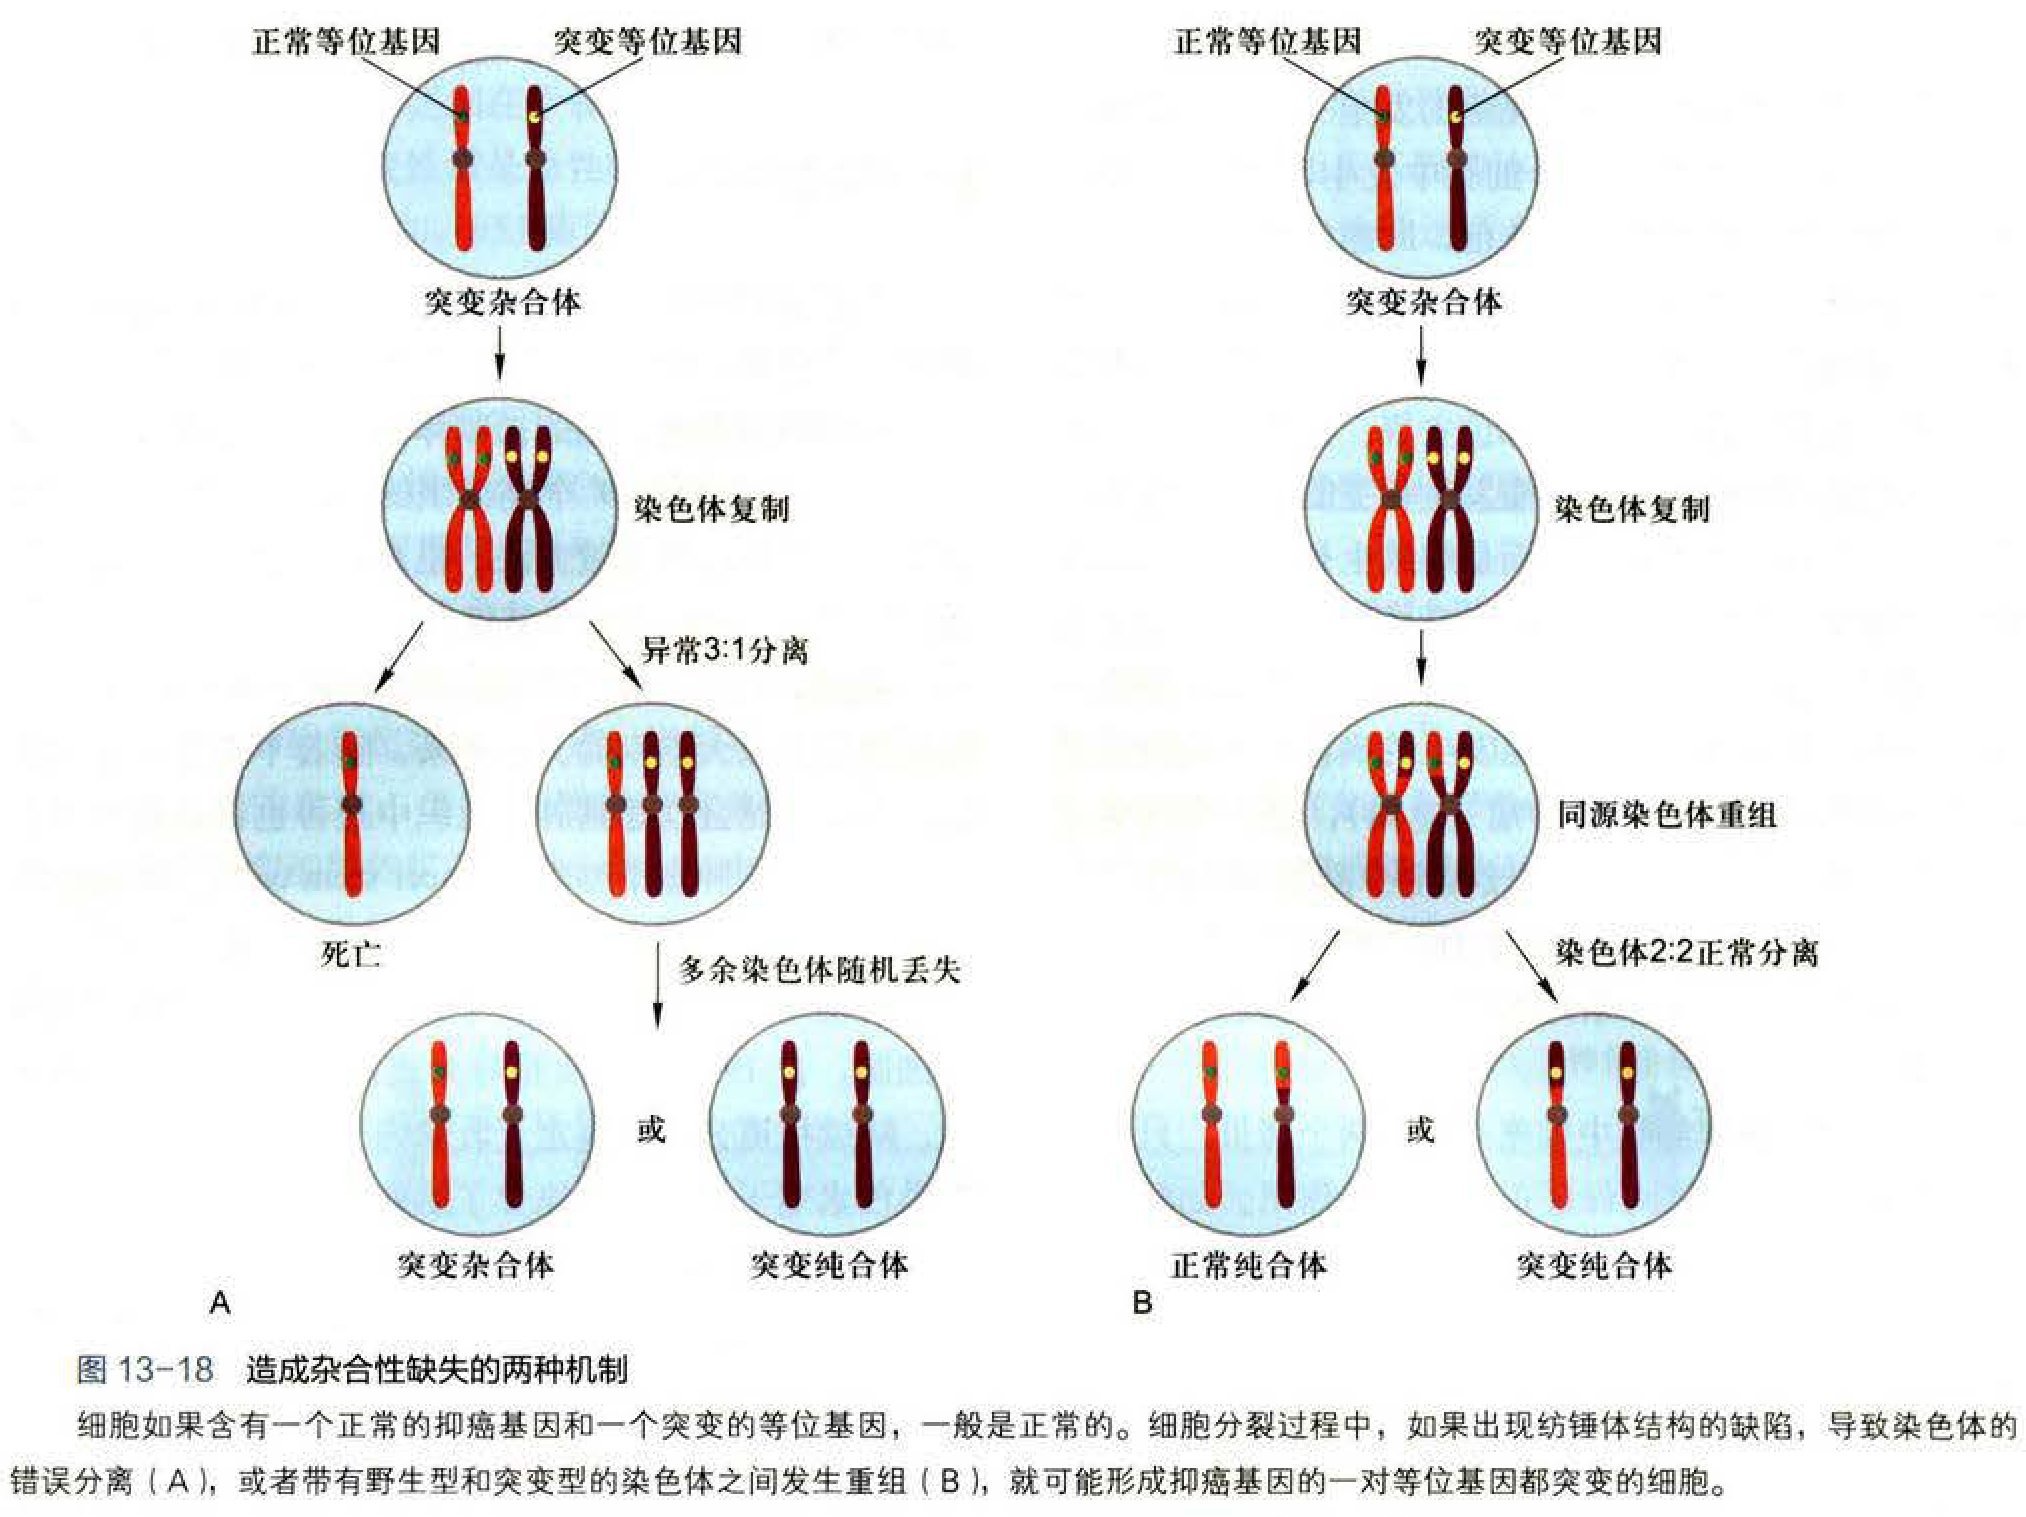 正常等位基因
突变等位基因
突变杂合体
染色体复制
异常3:1分离
死亡
多余染色体随机丢失
或
突变杂合体
突变纯合体
A
正常等位基因
突变等位基因
突变杂合体
染色体复制
同源染色体重组
染色体2:2正常分离
或
正常纯合体
突变纯合体
B
图 13-18 造成杂合性缺失的两种机制
细胞如果含有一个正常的抑癌基因和一个突变的等位基因，一般是正常的。细胞分裂过程中，如果出现纺锤体结构的缺陷，导致染色体的
错误分离（A），或者带有野生型和突变型的染色体之间发生重组（B），就可能形成抑癌基因的一对等位基因都突变的细胞。